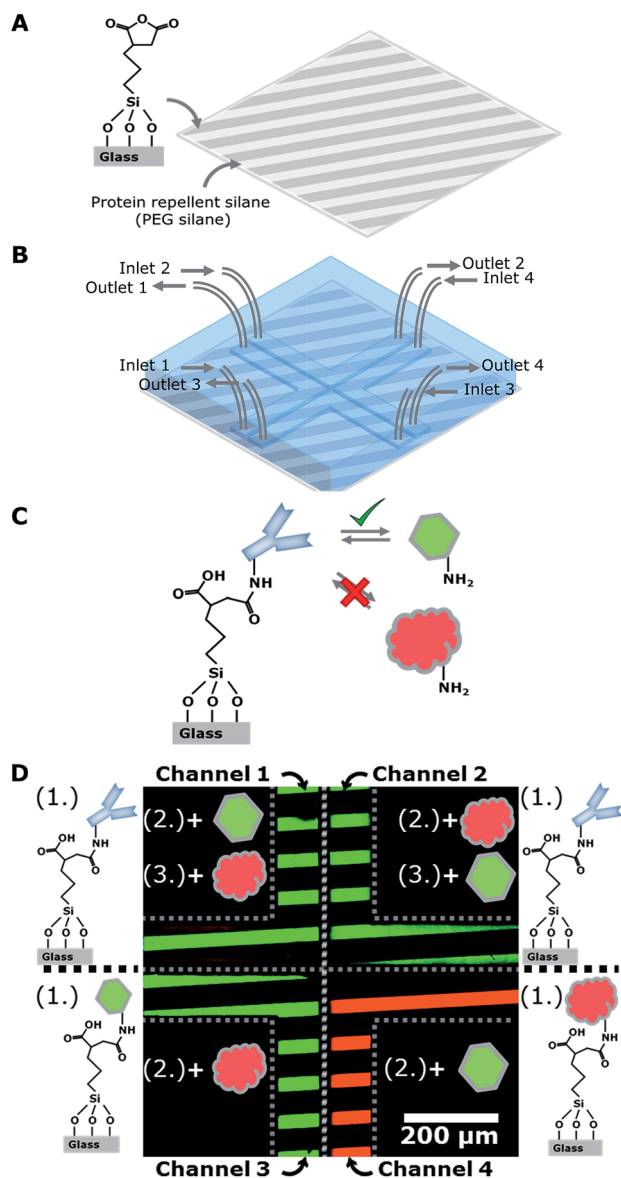 A
O
O
O
Si
O O O
Glass
Protein repellent silane
(PEG silane)
B
Inlet 2
Outlet 1
Outlet 2
Inlet 4
Inlet 1
Outlet 3
Outlet 4
Inlet 3
C
OH
O
NH
O
NH₂
Si
O O O
Glass
NH₂
D
Channel 1
Channel 2
(1.)
(2.)+
(2.)+
(1.)
OH
O
NH
O
(3.)+
(3.)+
OH
O
NH
O
Si
O O O
Glass
Si
O O O
Glass
(1.)
(1.)
OH
O
NH
O
(2.)+
(2.)+
OH
O
NH
O
Si
O O O
Glass
Si
O O O
Glass
200 μm
Channel 3
Channel 4